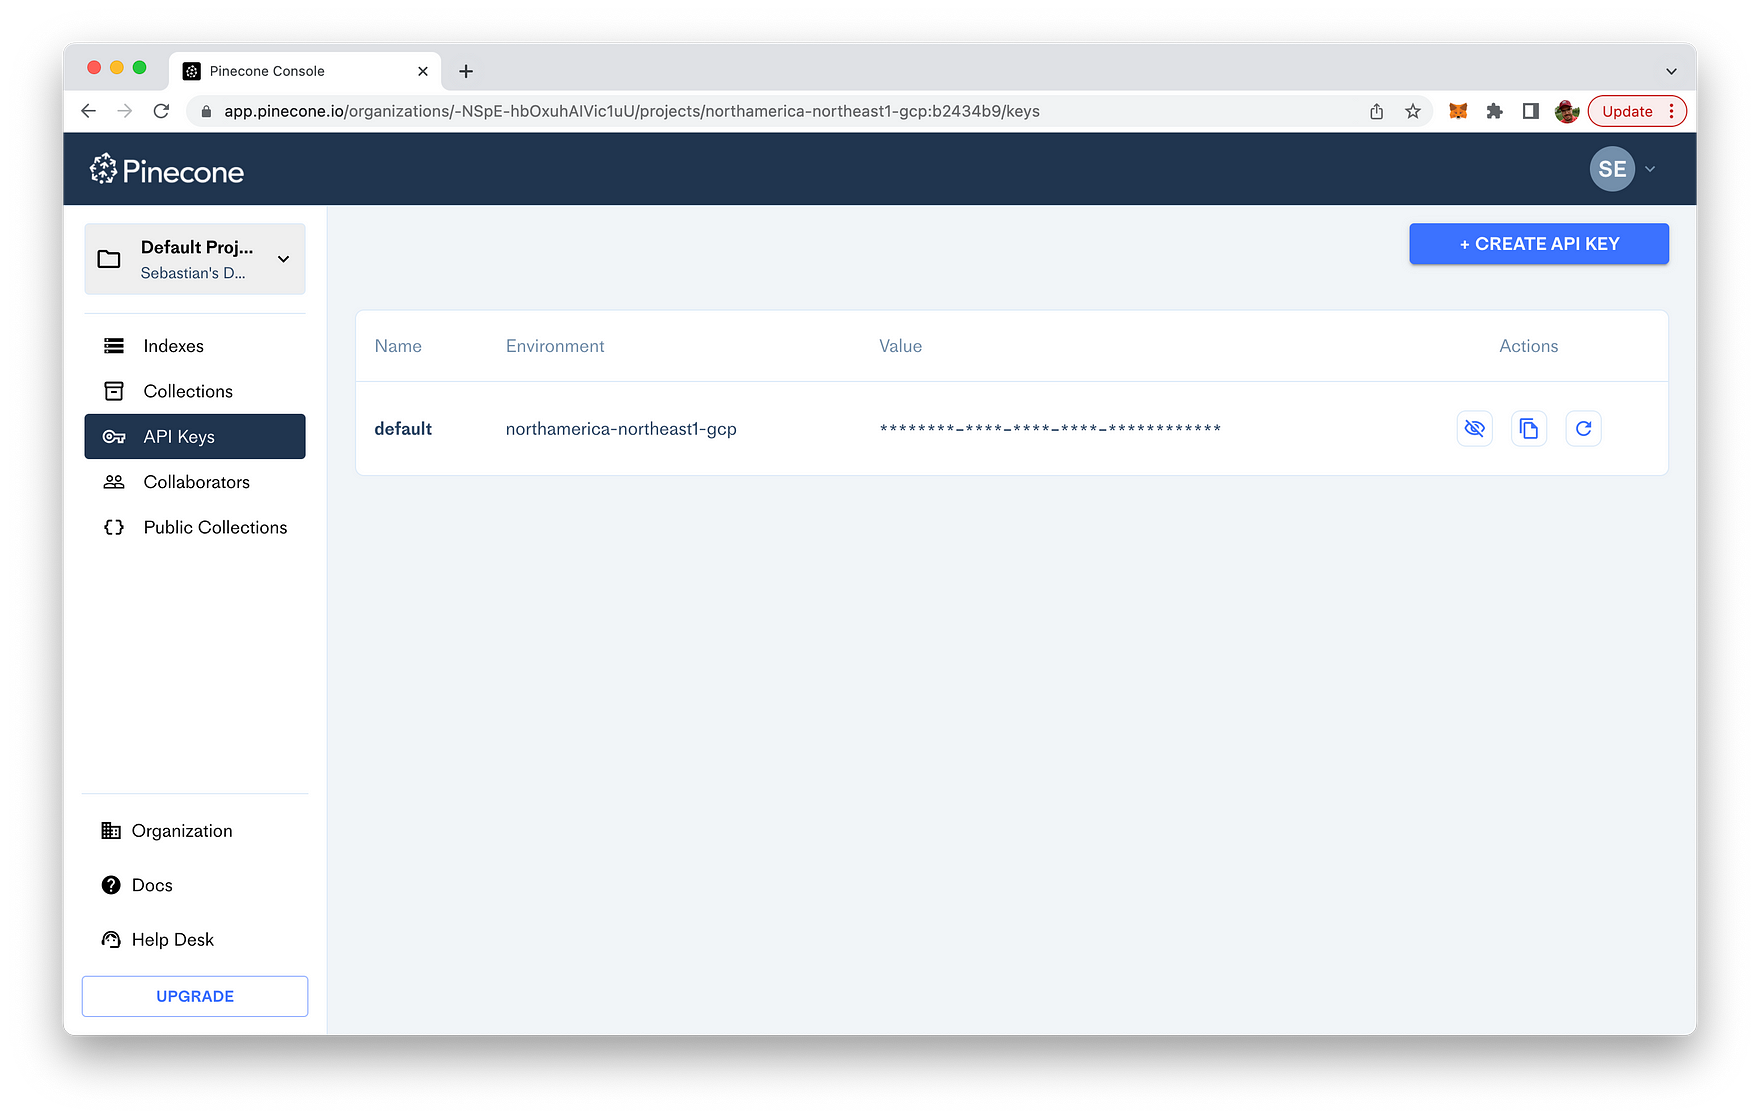 Pinecone Console
app.pinecone.io/organizations/-NSpE-hbOxuhAIVic1uU/projects/northamerica-northeast1-gcp:b2434b9/keys
Update
Pinecone
SE
Default Proj...
Sebastian's D...
+ CREATE API KEY
Indexes
Collections
API Keys
Collaborators
Public Collections
Name Environment Value Actions
default northamerica-northeast1-gcp ********-****-****-****-************
Organization
Docs
Help Desk
UPGRADE